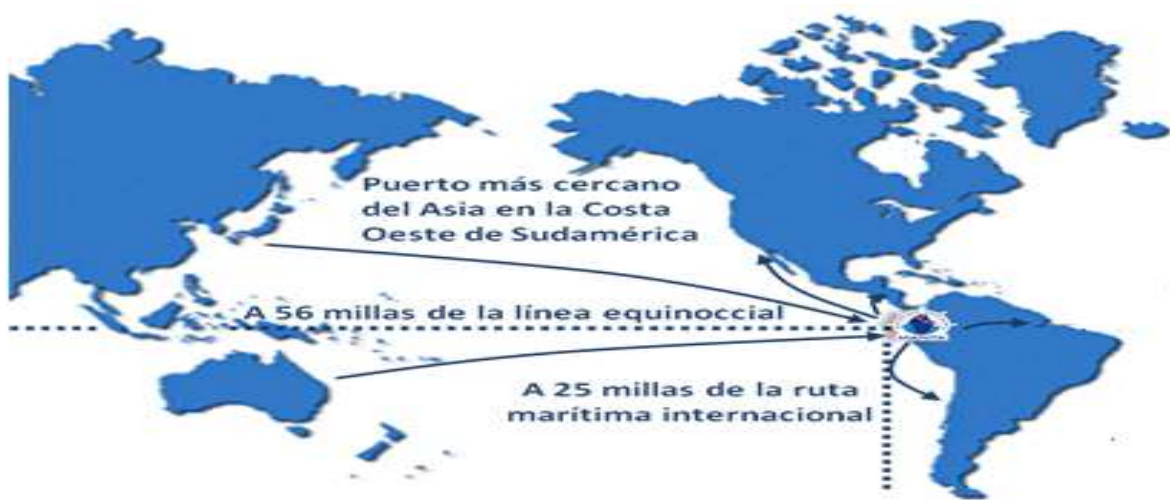 Puerto más cercano
del Asia en la Costa
Oeste de Sudamérica
A 56 millas de la línea equinoccial
A 25 millas de la ruta
marítima internacional